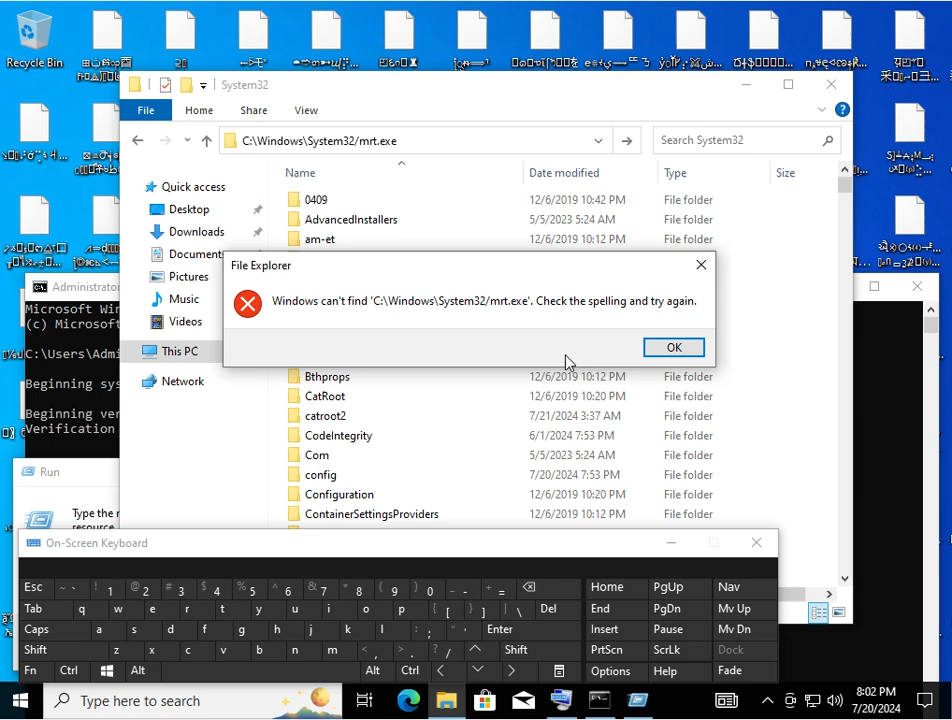 Recycle Bin
System32
File
Home
Share
View
C:\Windows\System32/mrt.exe
Search System32
Name
Date modified
Type
Size
Quick access
Desktop
Downloads
Document
Pictures
Music
Videos
This PC
Network
0409 12/6/2019 10:42 PM File folder
AdvancedInstallers 5/5/2023 5:24 AM File folder
am-et 12/6/2019 10:12 PM File folder
File Explorer
Windows can't find 'C:\Windows\System32/mrt.exe'. Check the spelling and try again.
OK
Bthprops 12/6/2019 10:12 PM File folder
CatRoot 12/6/2019 10:20 PM File folder
catroot2 7/21/2024 3:37 AM File folder
CodeIntegrity 6/1/2024 7:53 PM File folder
Com 5/5/2023 5:24 AM File folder
config 7/20/2024 7:53 PM File folder
Configuration 12/6/2019 10:20 PM File folder
ContainerSettingsProviders 12/6/2019 10:12 PM File folder
Administrator
Microsoft Win
(c) Microsoft
C:\Users\Admi
Beginning sys
Beginning ver
Verification
Run
Type the
resource
On-Screen Keyboard
Esc ~ ` ! 1 @ 2 # 3 $ 4 % 5 ^ 6 & 7 * 8 ( 9 ) 0 _ - + = Home PgUp Nav
Tab q w e r t y u i o p { [ } ] | \ Del End PgDn Mv Up
Caps a s d f g h j k l : ; " ' Enter Insert Pause Mv Dn
Shift z x c v b n m < , > . ? / Shift PrtScn ScrLk Dock
Fn Ctrl Alt Alt Ctrl Options Help Fade
Type here to search
8:02 PM
7/20/2024